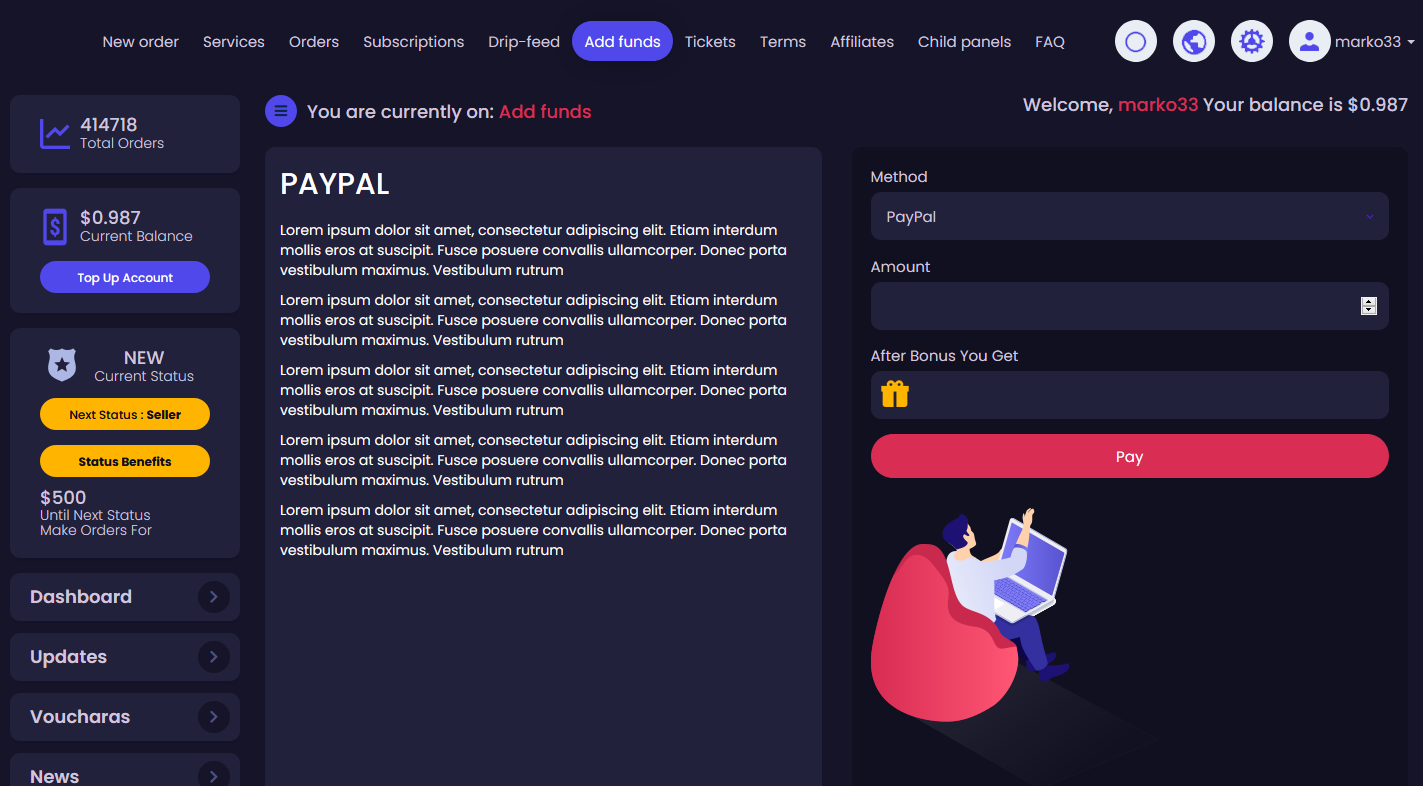 New order
Services
Orders
Subscriptions
Drip-feed
Add funds
Tickets
Terms
Affiliates
Child panels
FAQ
marko33
414718
Total Orders
$0.987
Current Balance
Top Up Account
NEW
Current Status
Next Status : Seller
Status Benefits
$500
Until Next Status
Make Orders For
Dashboard
Updates
Voucharas
News
You are currently on: Add funds
Welcome, marko33 Your balance is $0.987
PAYPAL
Lorem ipsum dolor sit amet, consectetur adipiscing elit. Etiam interdum
mollis eros at suscipit. Fusce posuere convallis ullamcorper. Donec porta
vestibulum maximus. Vestibulum rutrum
Lorem ipsum dolor sit amet, consectetur adipiscing elit. Etiam interdum
mollis eros at suscipit. Fusce posuere convallis ullamcorper. Donec porta
vestibulum maximus. Vestibulum rutrum
Lorem ipsum dolor sit amet, consectetur adipiscing elit. Etiam interdum
mollis eros at suscipit. Fusce posuere convallis ullamcorper. Donec porta
vestibulum maximus. Vestibulum rutrum
Lorem ipsum dolor sit amet, consectetur adipiscing elit. Etiam interdum
mollis eros at suscipit. Fusce posuere convallis ullamcorper. Donec porta
vestibulum maximus. Vestibulum rutrum
Lorem ipsum dolor sit amet, consectetur adipiscing elit. Etiam interdum
mollis eros at suscipit. Fusce posuere convallis ullamcorper. Donec porta
vestibulum maximus. Vestibulum rutrum
Method
PayPal
Amount
After Bonus You Get
Pay